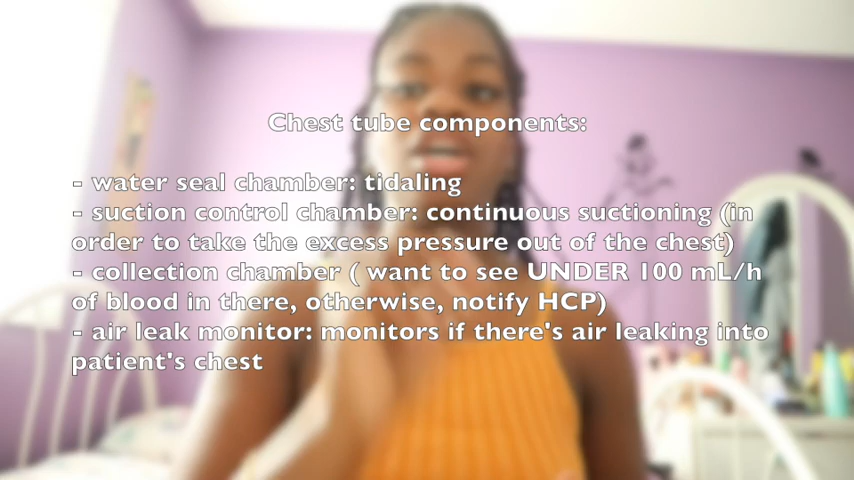 Chest tube components:
- water seal chamber: tidaling
- suction control chamber: continuous suctioning (in
order to take the excess pressure out of the chest)
- collection chamber ( want to see UNDER 100 mL/h
of blood in there, otherwise, notify HCP)
- air leak monitor: monitors if there's air leaking into
patient's chest